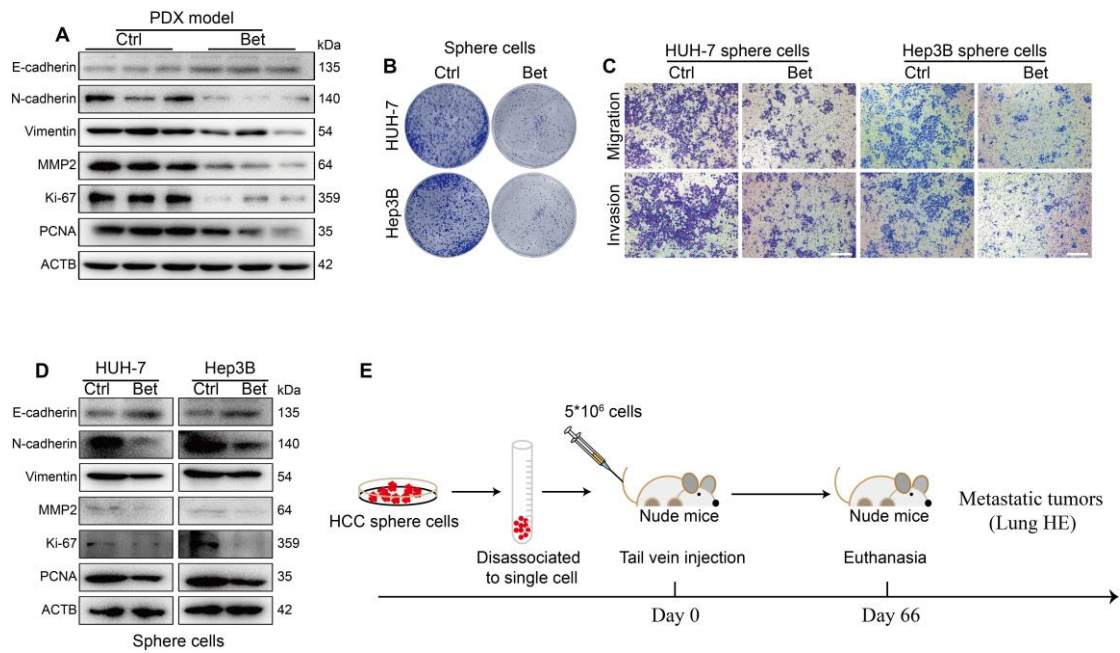 A
PDX model
Ctrl Bet kDa
E-cadherin 135
N-cadherin 140
Vimentin 54
MMP2 64
Ki-67 359
PCNA 35
ACTB 42
B
Sphere cells
Ctrl Bet
HUH-7
Hep3B
C
HUH-7 sphere cells Hep3B sphere cells
Ctrl Bet Ctrl Bet
Migration
Invasion
D
HUH-7 Hep3B
Ctrl Bet Ctrl Bet kDa
E-cadherin 135
N-cadherin 140
Vimentin 54
MMP2 64
Ki-67 359
PCNA 35
ACTB 42
Sphere cells
E
5*10⁶ cells
HCC sphere cells
Disassociated
to single cell
Nude mice
Tail vein injection
Nude mice
Euthanasia
Metastatic tumors
(Lung HE)
Day 0
Day 66